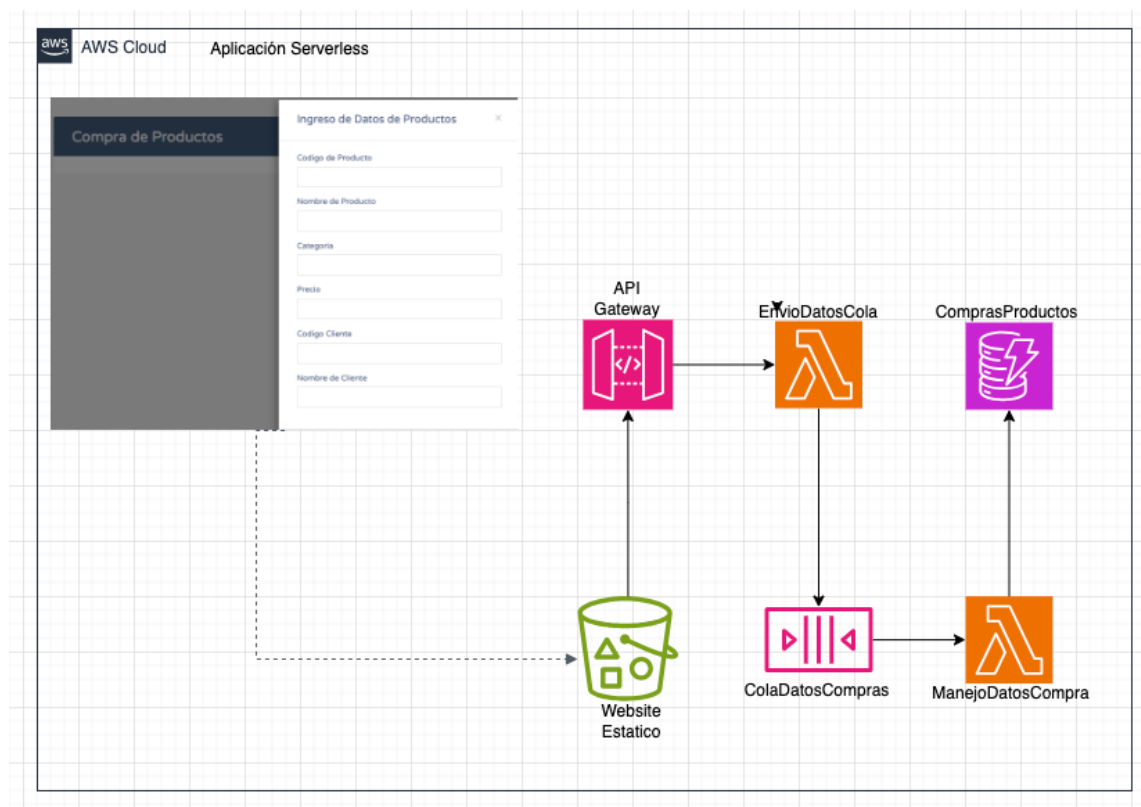 aws
AWS Cloud
Aplicación Serverless
Compra de Productos
Ingreso de Datos de Productos
×
Codigo de Producto
Nombre de Producto
Categoria
Precio
Codigo Cliente
Nombre de Cliente
API
Gateway
</>
EnvioDatosCola
ComprasProductos
Website
Estatico
ColaDatosCompras
ManejoDatosCompra